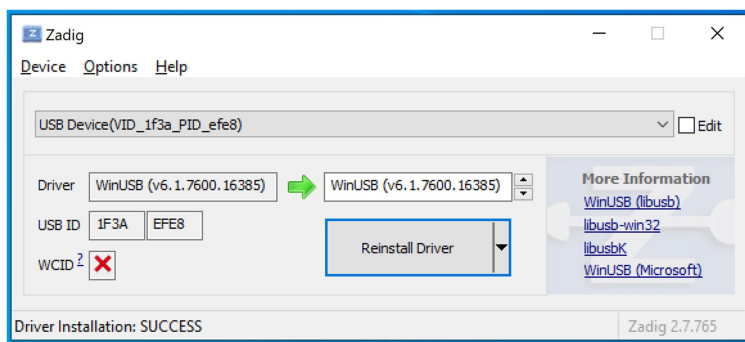 Zadig
Device Options Help
USB Device(VID_1f3a_PID_efe8)
Edit
Driver WinUSB (v6.1.7600.16385) WinUSB (v6.1.7600.16385)
USB ID 1F3A EFE8
WCID ?
Reinstall Driver
More Information
WinUSB (libusb)
libusb-win32
libusbK
WinUSB (Microsoft)
Driver Installation: SUCCESS
Zadig 2.7.765